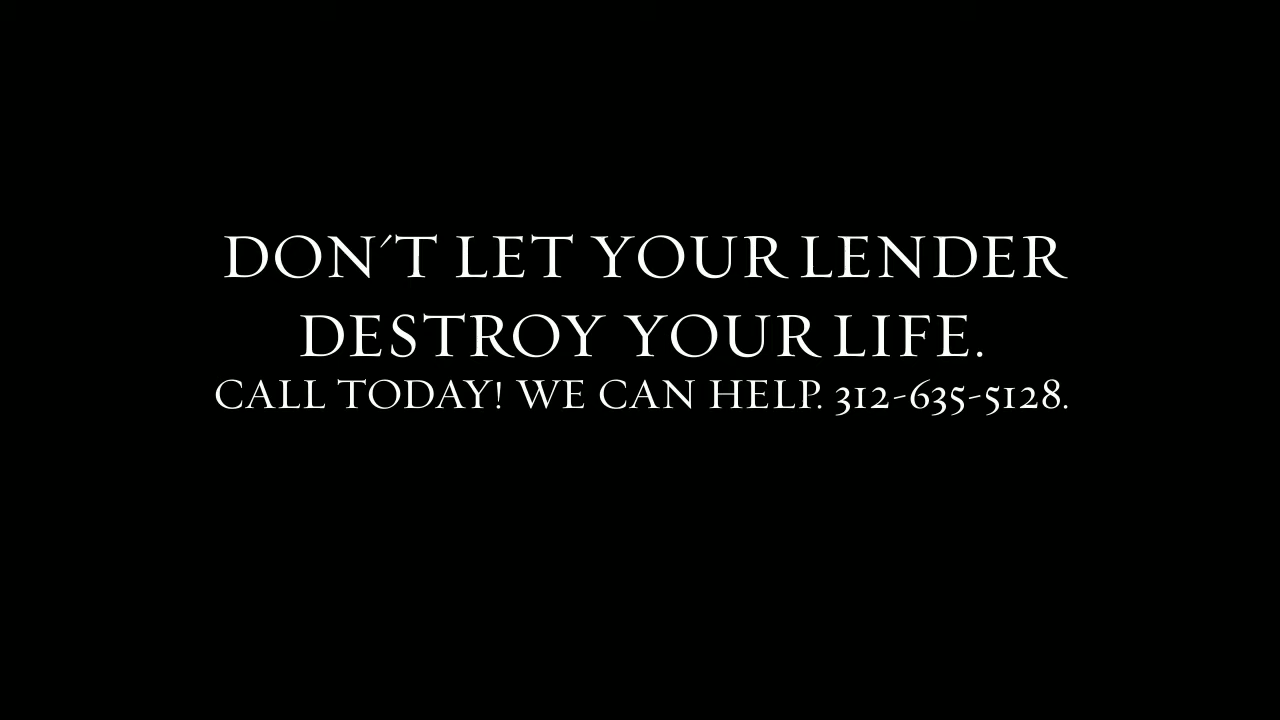 DON´T LET YOUR LENDER
DESTROY YOUR LIFE.
CALL TODAY! WE CAN HELP. 312-635-5128.